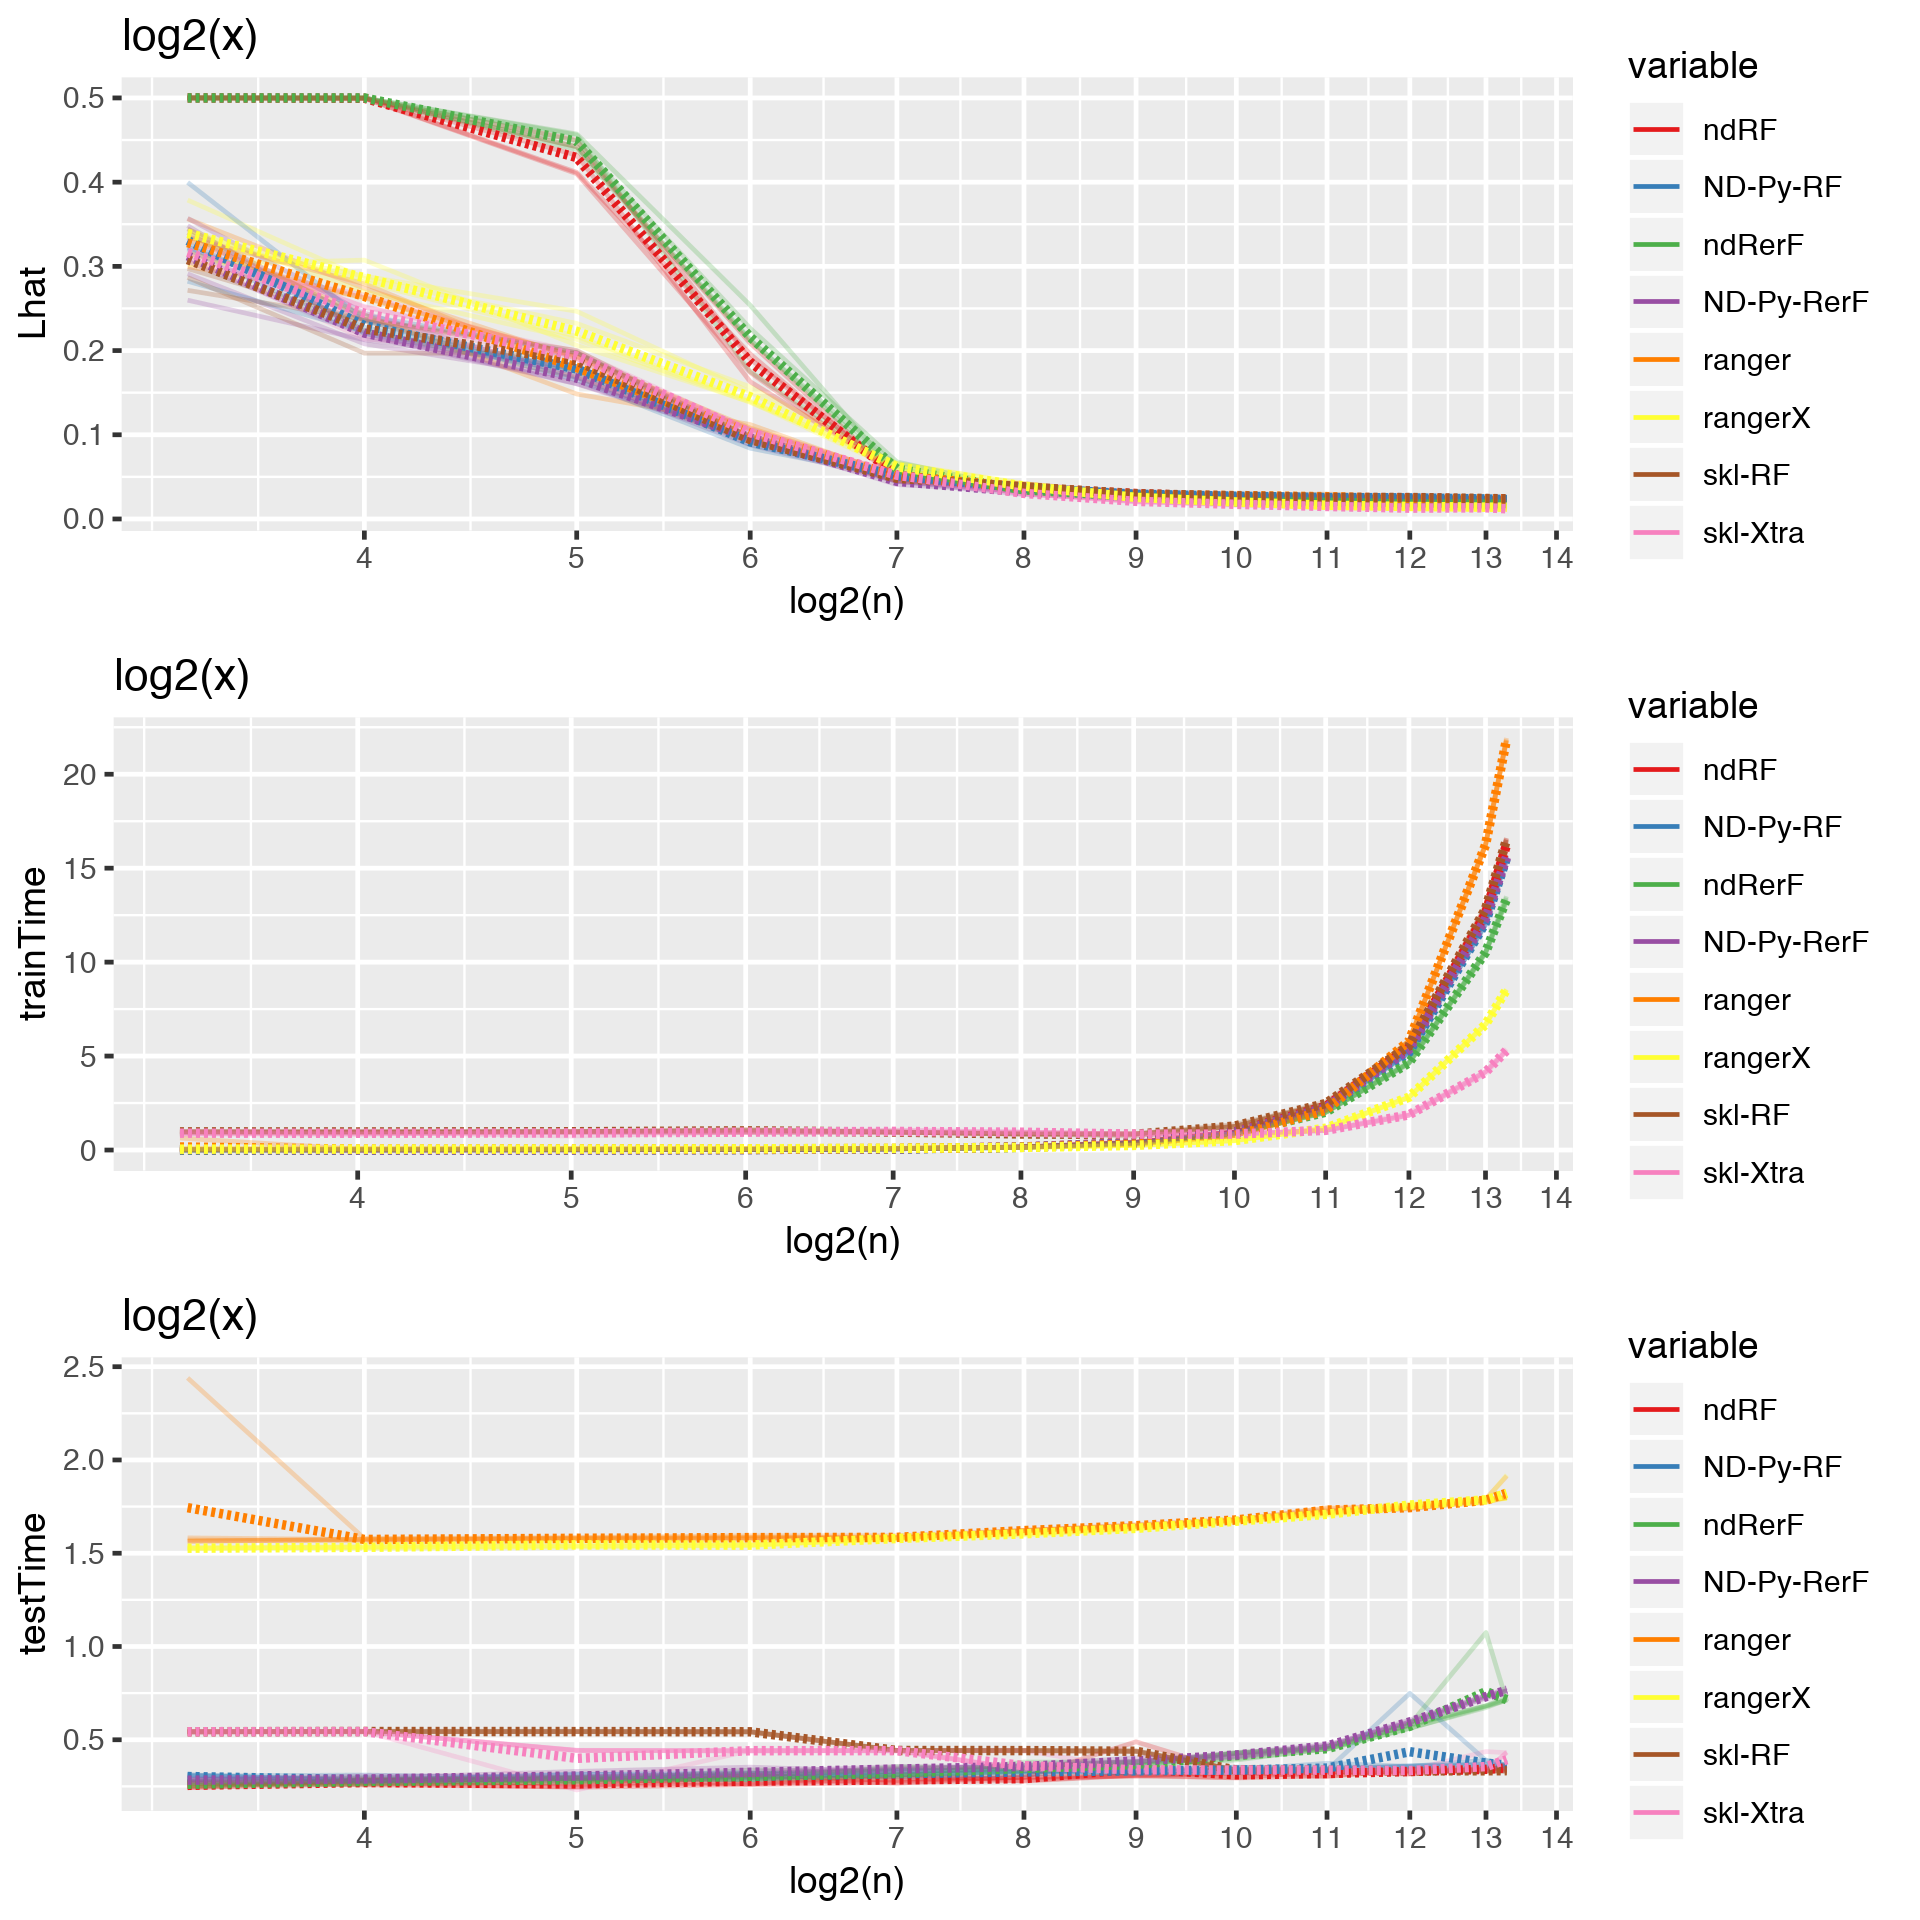 log2(x)
Lhat
0.5
0.4
0.3
0.2
0.1
0.0
4 5 6 7 8 9 10 11 12 13 14
log2(n)
variable
ndRF
ND-Py-RF
ndRerF
ND-Py-RerF
ranger
rangerX
skl-RF
skl-Xtra
log2(x)
trainTime
20
15
10
5
0
4 5 6 7 8 9 10 11 12 13 14
log2(n)
variable
ndRF
ND-Py-RF
ndRerF
ND-Py-RerF
ranger
rangerX
skl-RF
skl-Xtra
log2(x)
testTime
2.5
2.0
1.5
1.0
0.5
4 5 6 7 8 9 10 11 12 13 14
log2(n)
variable
ndRF
ND-Py-RF
ndRerF
ND-Py-RerF
ranger
rangerX
skl-RF
skl-Xtra